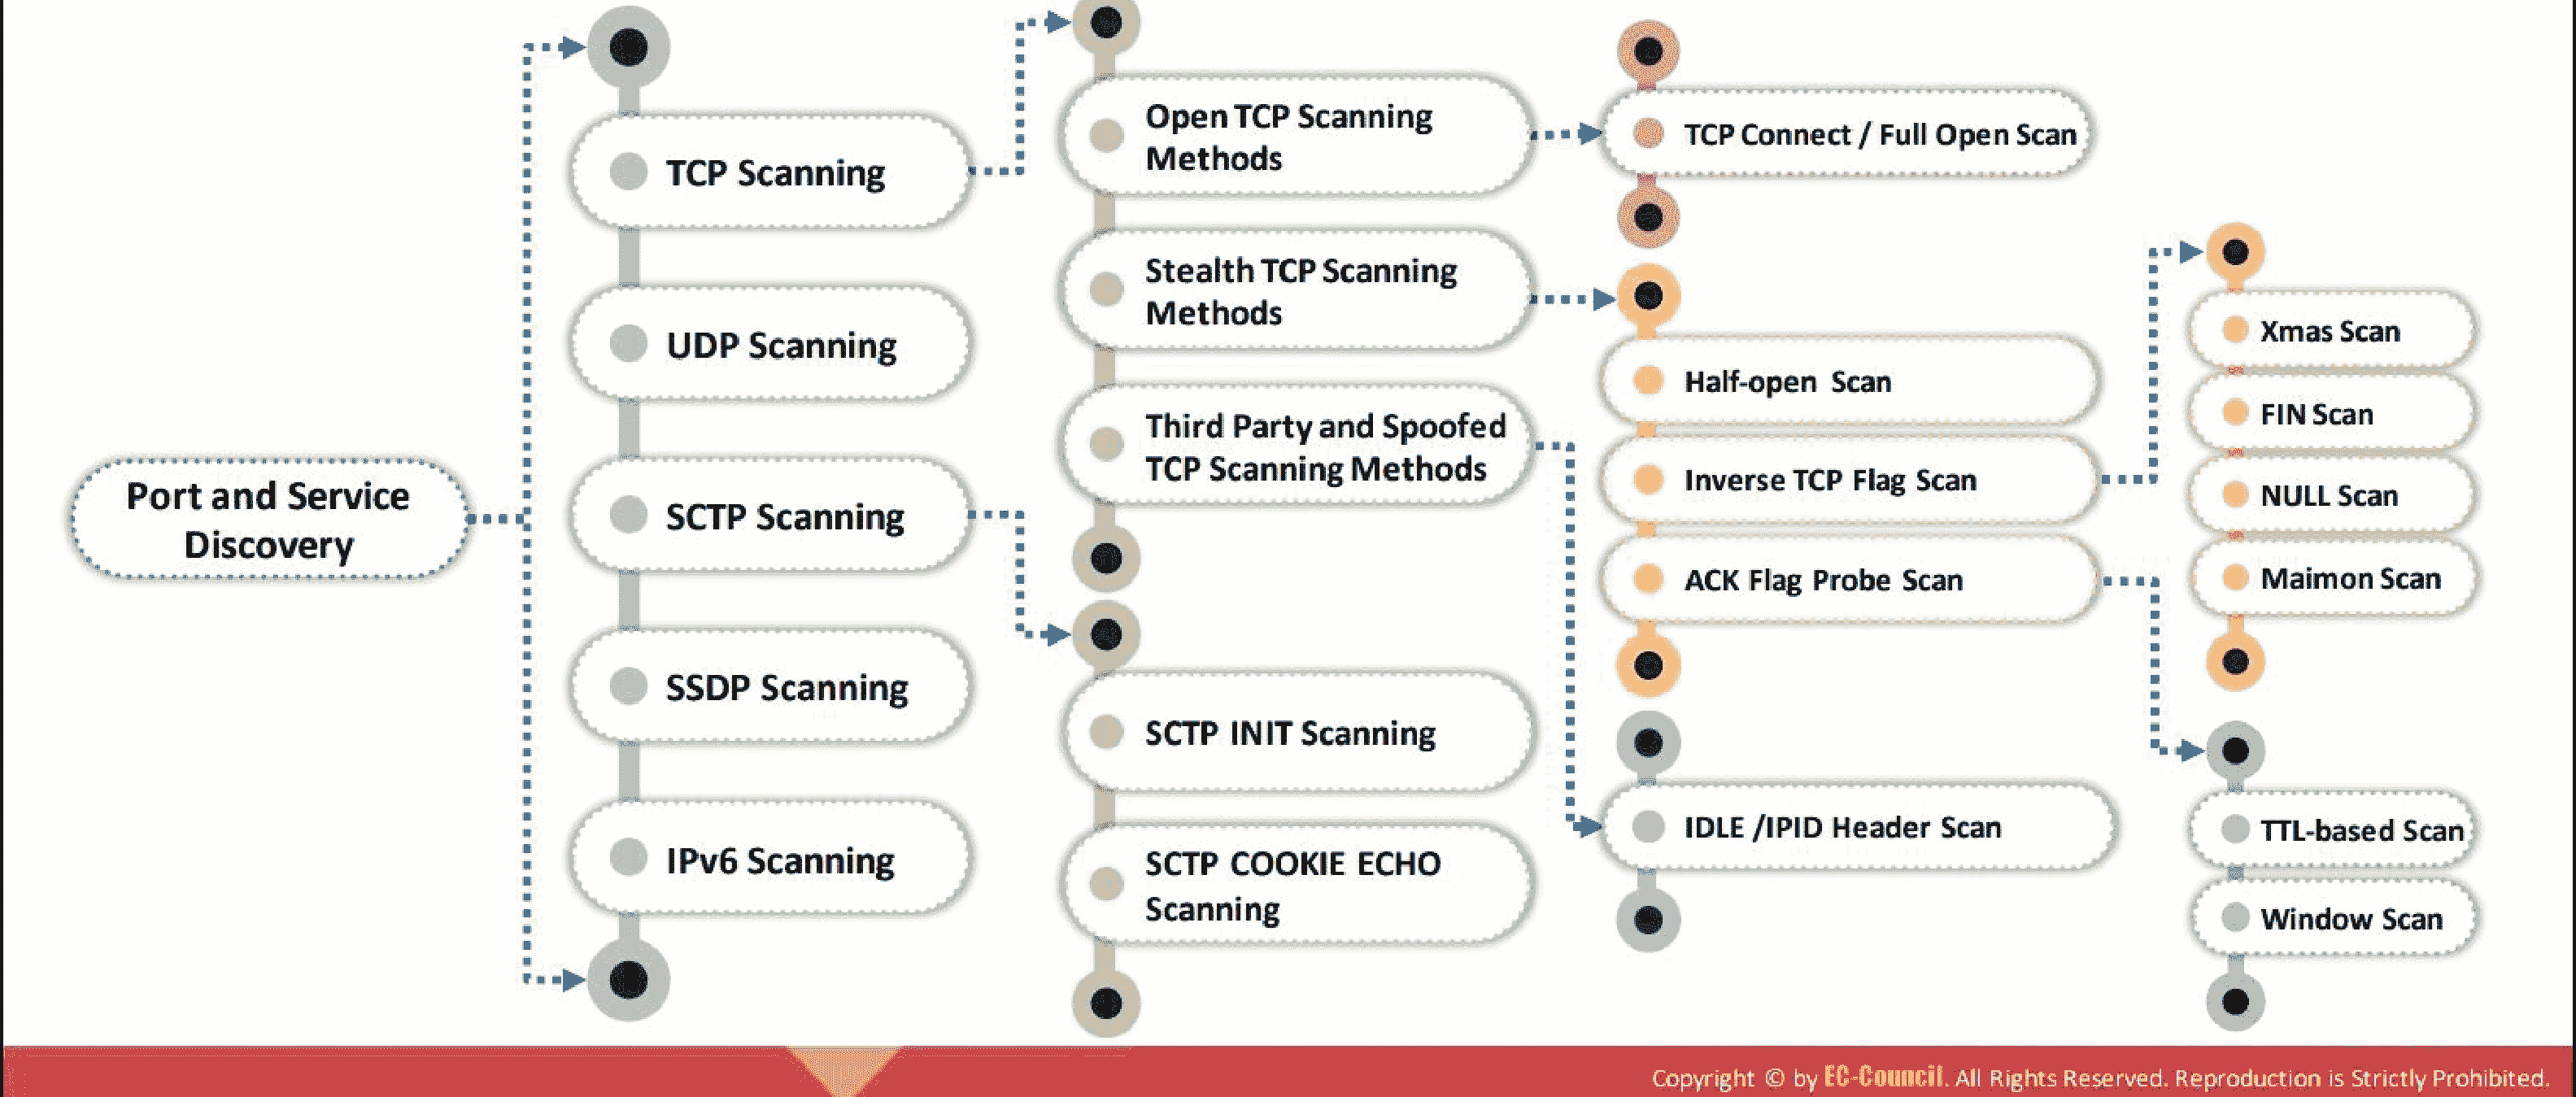 Port and Service
Discovery
TCP Scanning
UDP Scanning
SCTP Scanning
SSDP Scanning
IPv6 Scanning
Open TCP Scanning
Methods
Stealth TCP Scanning
Methods
Third Party and Spoofed
TCP Scanning Methods
SCTP INIT Scanning
SCTP COOKIE ECHO
Scanning
TCP Connect / Full Open Scan
Half-open Scan
Inverse TCP Flag Scan
ACK Flag Probe Scan
IDLE /IPID Header Scan
Xmas Scan
FIN Scan
NULL Scan
Maimon Scan
TTL-based Scan
Window Scan
Copyright © by EC-Council. All Rights Reserved. Reproduction is Strictly Prohibited.